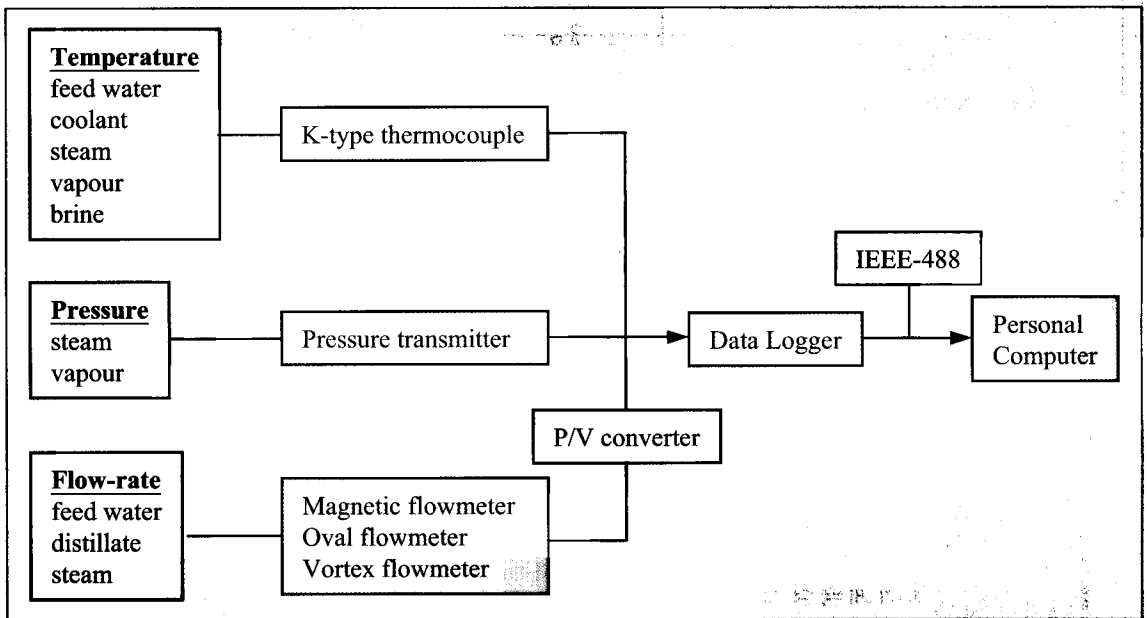 Temperature
feed water
coolant
steam
vapour
brine
K-type thermocouple
IEEE-488
Pressure
steam
vapour
Pressure transmitter
Data Logger
Personal
Computer
P/V converter
Flow-rate
feed water
distillate
steam
Magnetic flowmeter
Oval flowmeter
Vortex flowmeter